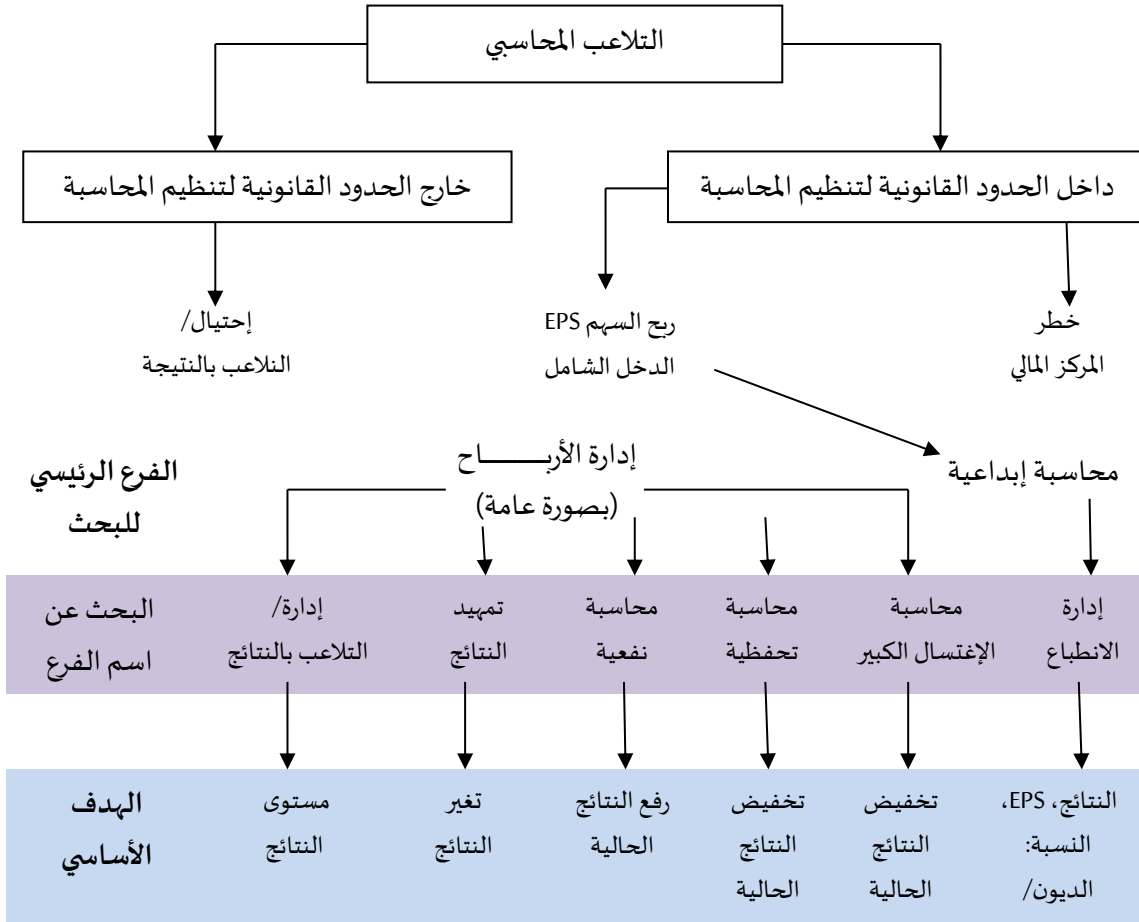 التلاعب المحاسبي
داخل الحدود القانونية لتنظيم المحاسبة
خارج الحدود القانونية لتنظيم المحاسبة
خطر
المركز المالي
ربح السهم EPS
الدخل الشامل
إحتيال/
النلاعب بالنتيجة
محاسبة إبداعية
إدارة الأربـــــــاح
(بصورة عامة)
الفرع الرئيسي
للبحث
إدارة
الانطباع
محاسبة
الإغتسال الكبير
محاسبة
تحفظية
محاسبة
نفعية
تمهيد
النتائج
إدارة/
التلاعب بالنتائج
البحث عن
اسم الفرع
النتائج، EPS،
النسبة:
الديون/
تخفيض
النتائج
الحالية
تخفيض
النتائج
الحالية
رفع النتائج
الحالية
تغير
النتائج
مستوى
النتائج
الهدف
الأساسي